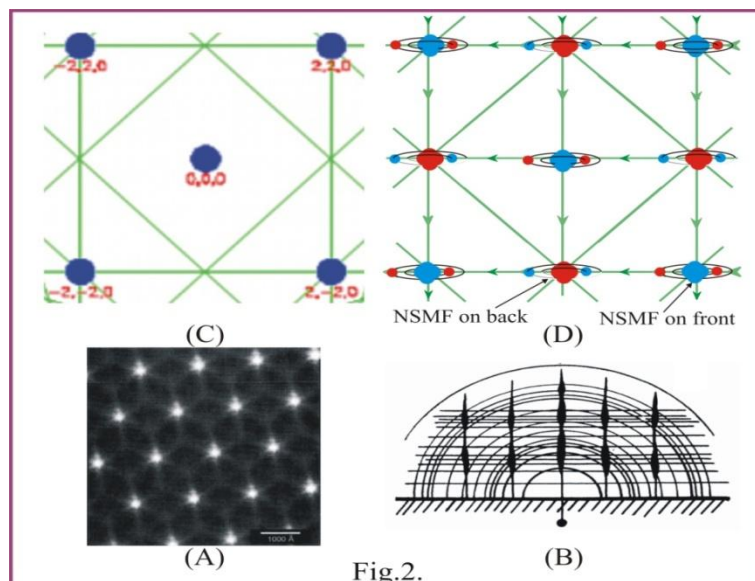 -2,2,0
2,2,0
0,0,0
-2,-2,0
2,-2,0
(C)
NSMF on back
NSMF on front
(D)
1000 Å
(A)
(B)
Fig.2.